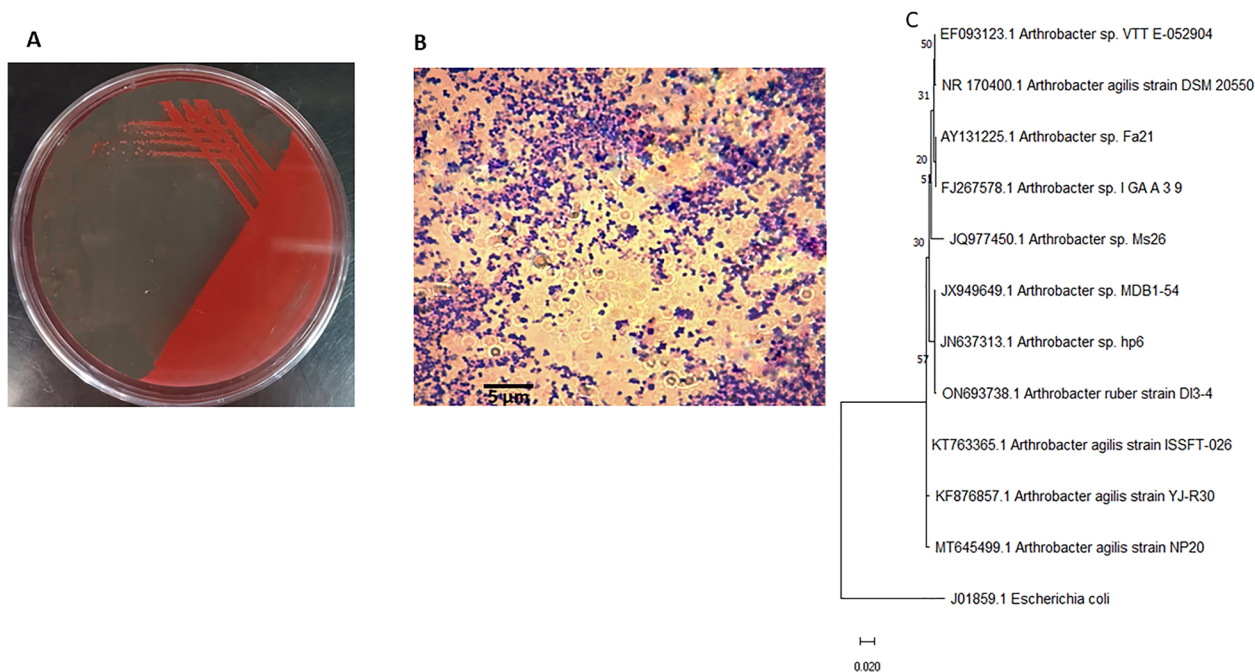 A
B
5 µm
C
50
EF093123.1 Arthrobacter sp. VTT E-052904
NR 170400.1 Arthrobacter agilis strain DSM 20550
31
AY131225.1 Arthrobacter sp. Fa21
20
51
FJ267578.1 Arthrobacter sp. I GA A 3 9
30
JQ977450.1 Arthrobacter sp. Ms26
JX949649.1 Arthrobacter sp. MDB1-54
JN637313.1 Arthrobacter sp. hp6
57
ON693738.1 Arthrobacter ruber strain DI3-4
KT763365.1 Arthrobacter agilis strain ISSFT-026
KF876857.1 Arthrobacter agilis strain YJ-R30
MT645499.1 Arthrobacter agilis strain NP20
J01859.1 Escherichia coli
0.020